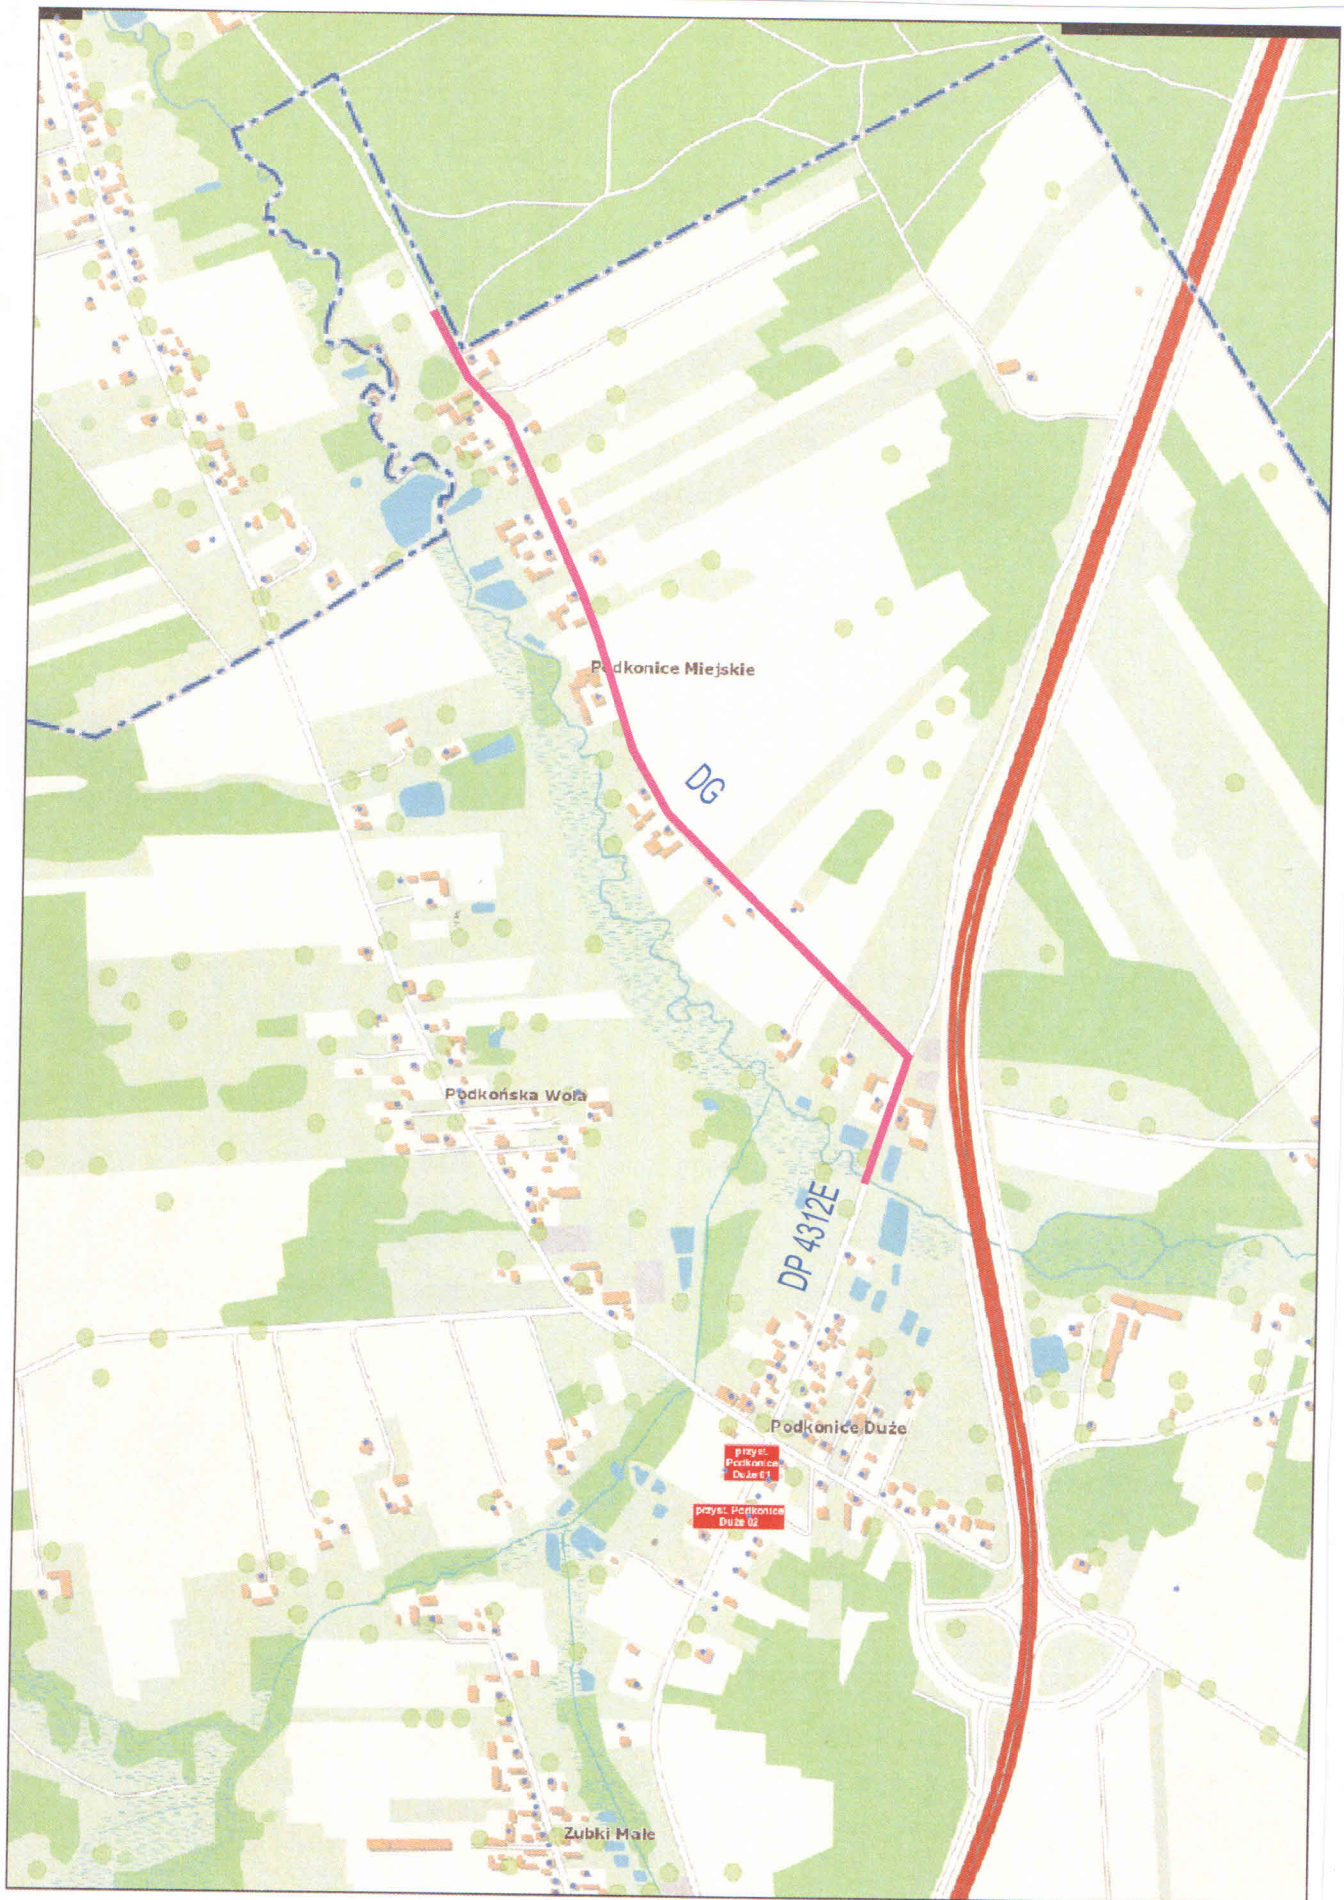 Podkonice Miejskie
DG
Podkońska Wola
DP 4312E
Podkonice Duże
przyst.
Podkonice
Duże 01
przyst. Podkonice
Duże 02
Zubki Małe